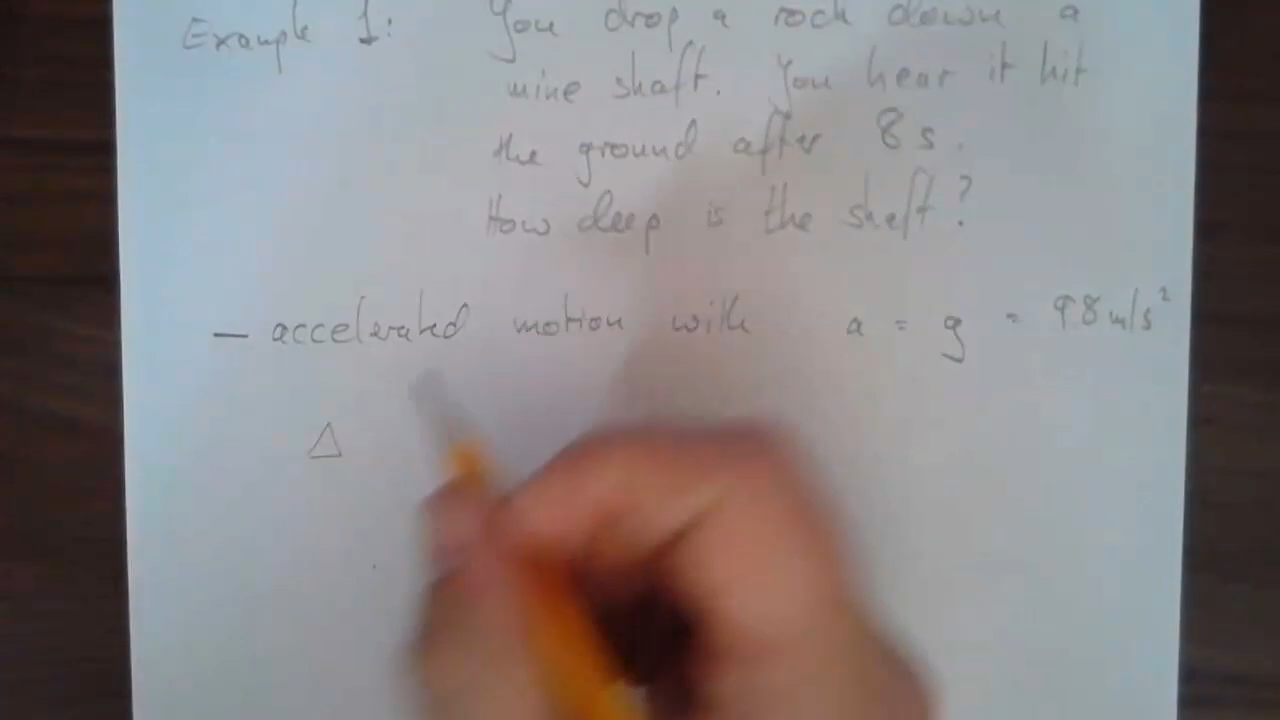 Example 1: You drop a rock down a
mine shaft. You hear it hit
the ground after 8 s.
How deep is the shaft?
— accelerated motion with a = g = 9.8 m/s²
△